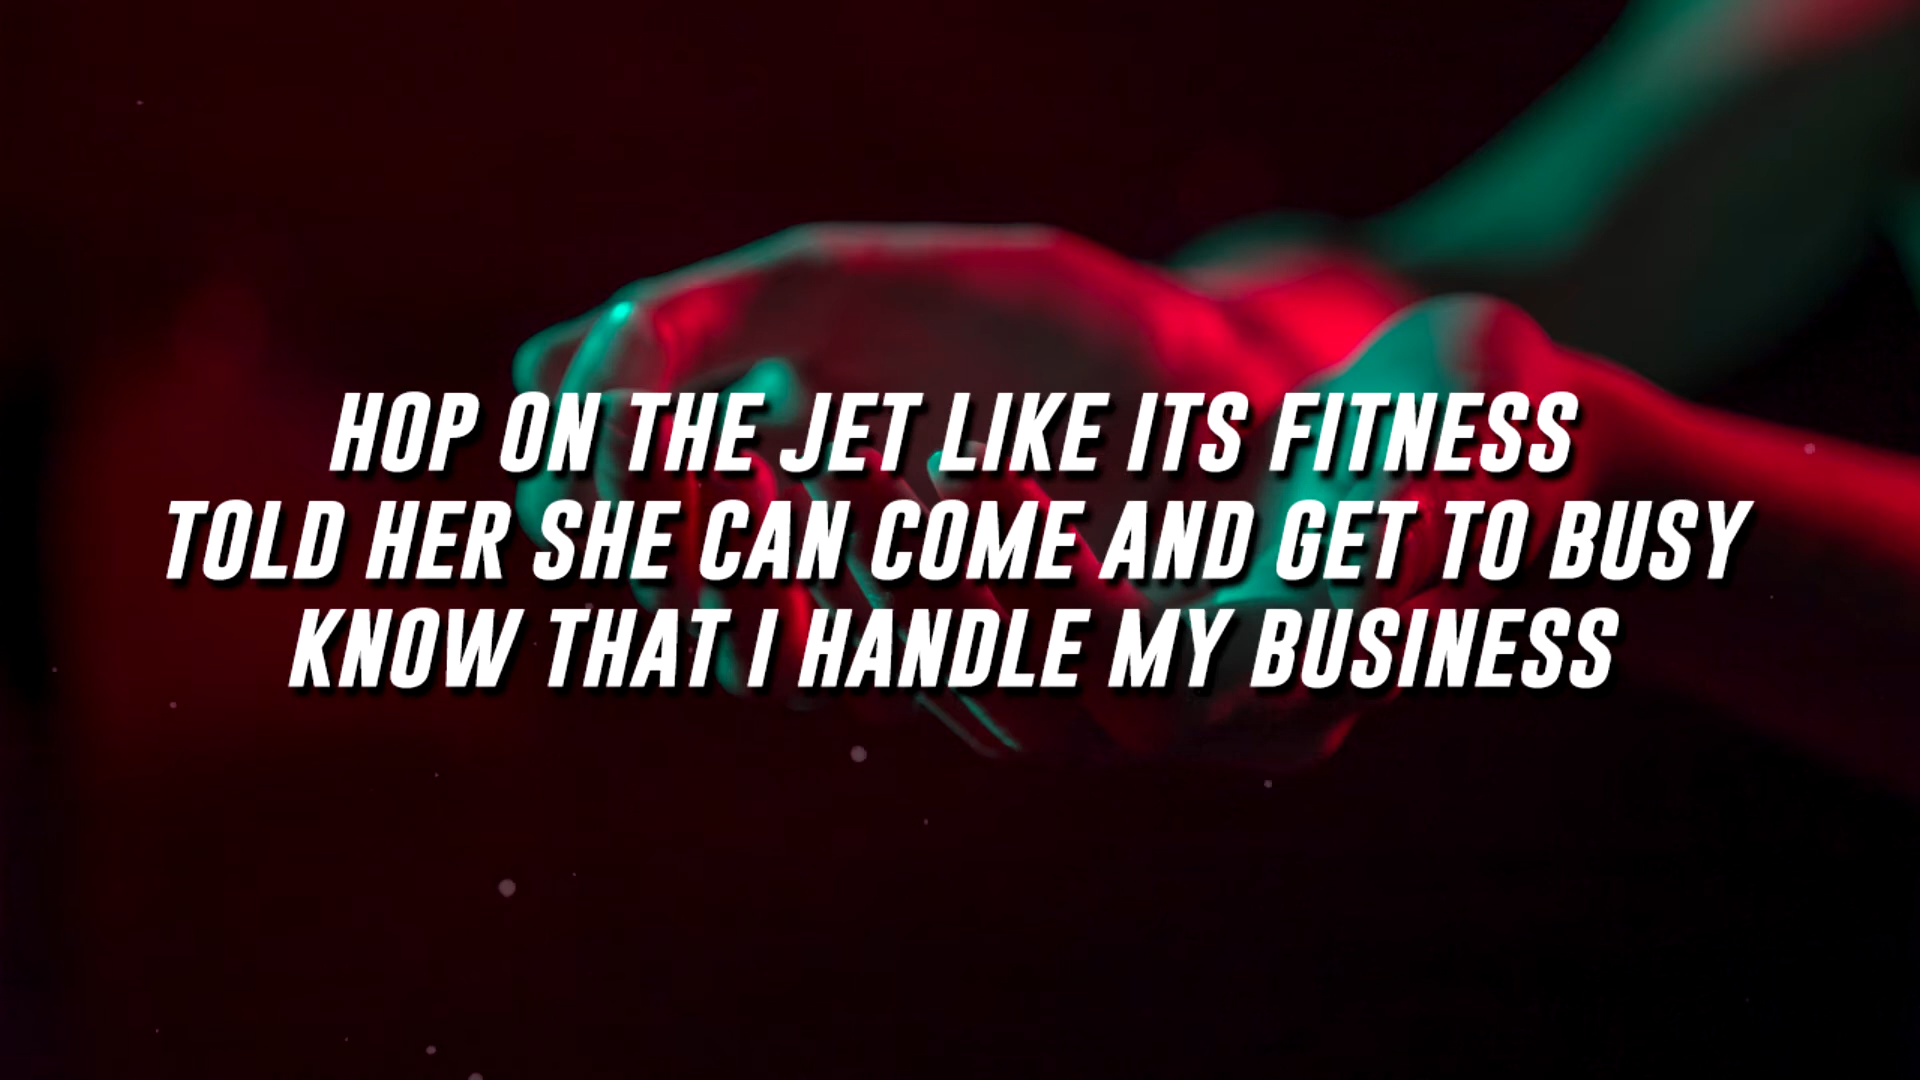 HOP ON THE JET LIKE ITS FITNESS
TOLD HER SHE CAN COME AND GET TO BUSY
KNOW THAT I HANDLE MY BUSINESS